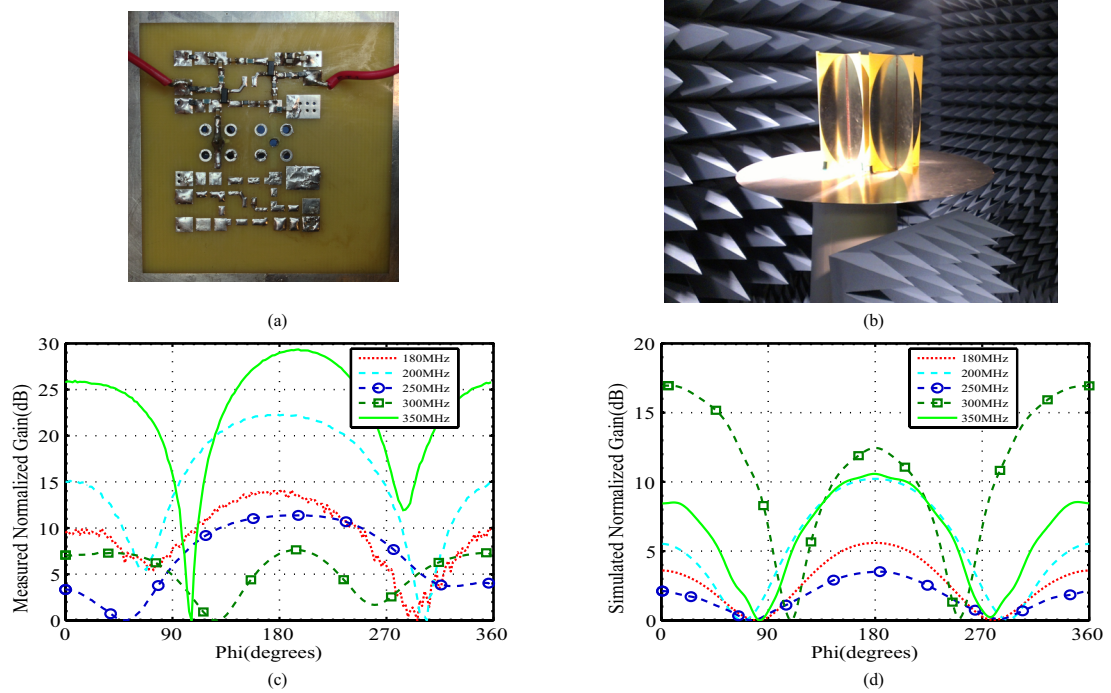 (a)
(b)
Measured Normalized Gain(dB)
30
25
20
15
10
5
0
0
90
180
270
360
Phi(degrees)
180MHz
200MHz
250MHz
300MHz
350MHz
(c)
Simulated Normalized Gain(dB)
20
15
10
5
0
0
90
180
270
360
Phi(degrees)
180MHz
200MHz
250MHz
300MHz
350MHz
(d)